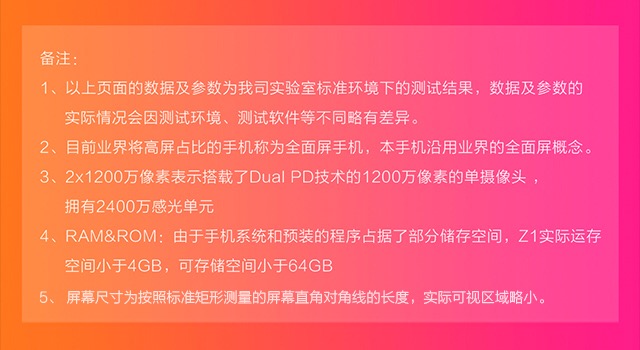 备注：
1、以上页面的数据及参数为我司实验室标准环境下的测试结果，数据及参数的
实际情况会因测试环境、测试软件等不同略有差异。
2、目前业界将高屏占比的手机称为全面屏手机，本手机沿用业界的全面屏概念。
3、2x1200万像素表示搭载了Dual PD技术的1200万像素的单摄像头，
拥有2400万感光单元
4、RAM&ROM：由于手机系统和预装的程序占据了部分储存空间，Z1实际运存
空间小于4GB，可存储空间小于64GB
5、屏幕尺寸为按照标准矩形测量的屏幕直角对角线的长度，实际可视区域略小。